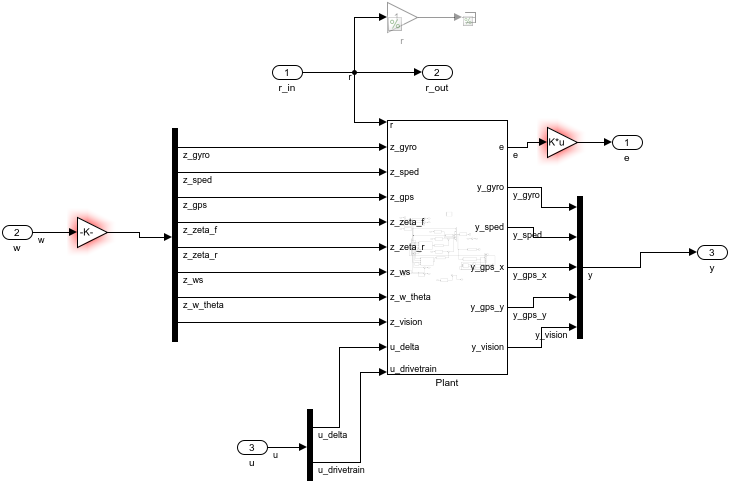 r
1
r_in
r
2
r_out
r
z_gyro
z_sped
z_gps
z_zeta_f
z_zeta_r
z_ws
z_w_theta
z_gyro
z_sped
z_gps
z_zeta_f
z_zeta_r
z_ws
z_w_theta
z_vision
u_delta
u_drivetrain
e
y_gyro
y_sped
y_gps_x
y_gps_y
y_vision
Plant
e
K*u
1
e
y_gyro
y_sped
y_gps_x
y_gps_y
y_vision
y
3
y
2
w
w
-K-
3
u
u
u_delta
u_drivetrain